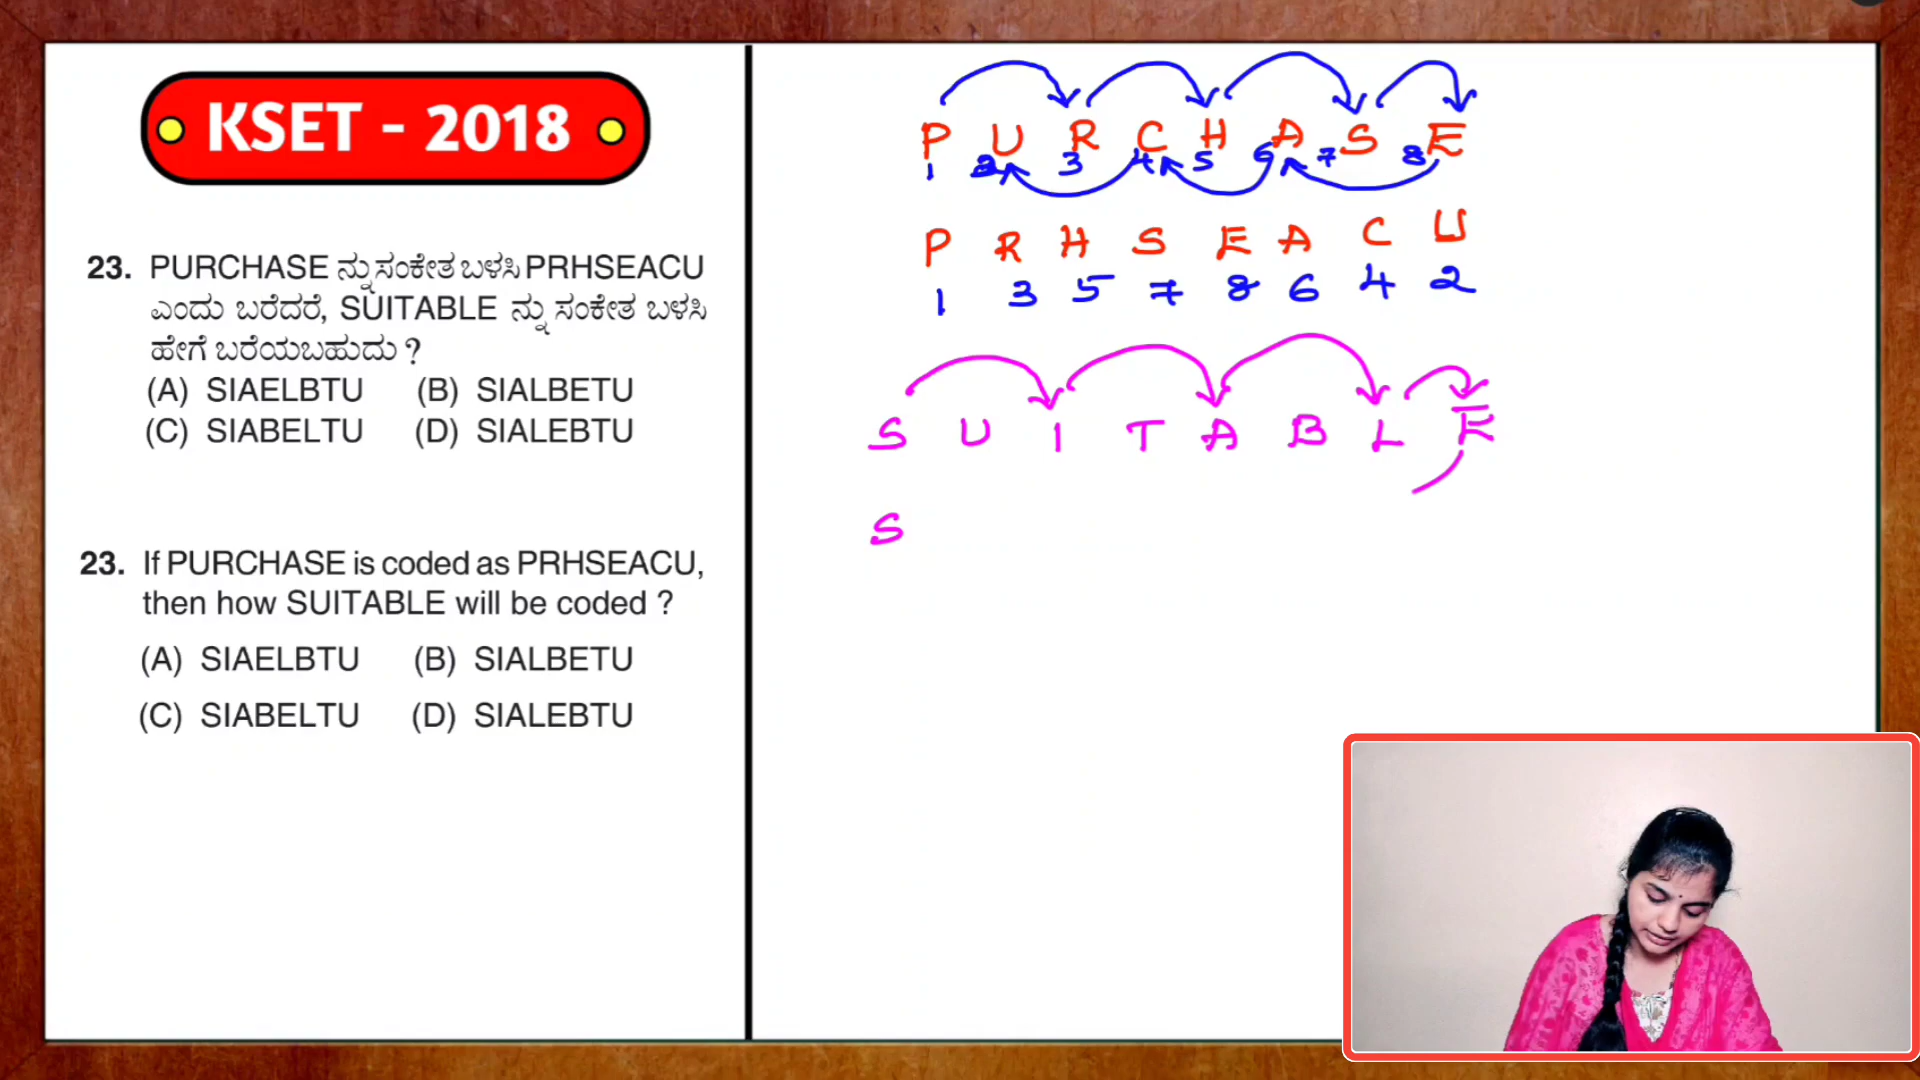 KSET - 2018
23. PURCHASE ನ್ನು ಸಂಕೇತ ಬಳಸಿ PRHSEACU
ಎಂದು ಬರೆದರೆ, SUITABLE ನ್ನು ಸಂಕೇತ ಬಳಸಿ
ಹೇಗೆ ಬರೆಯಬಹುದು ?
(A) SIAELBTU (B) SIALBETU
(C) SIABELTU (D) SIALEBTU
23. If PURCHASE is coded as PRHSEACU,
then how SUITABLE will be coded ?
(A) SIAELBTU (B) SIALBETU
(C) SIABELTU (D) SIALEBTU
P U R C H A S E
1 2 3 4 5 6 7 8
P R H S E A C U
1 3 5 7 8 6 4 2
S U I T A B L E
S